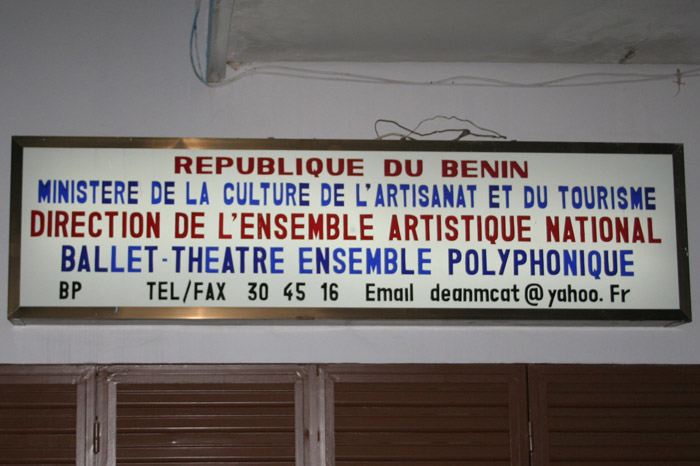 REPUBLIQUE DU BENIN
MINISTERE DE LA CULTURE DE L'ARTISANAT ET DU TOURISME
DIRECTION DE L'ENSEMBLE ARTISTIQUE NATIONAL
BALLET-THEATRE ENSEMBLE POLYPHONIQUE
BP TEL/FAX 30 45 16 Email deanmcat@yahoo.Fr